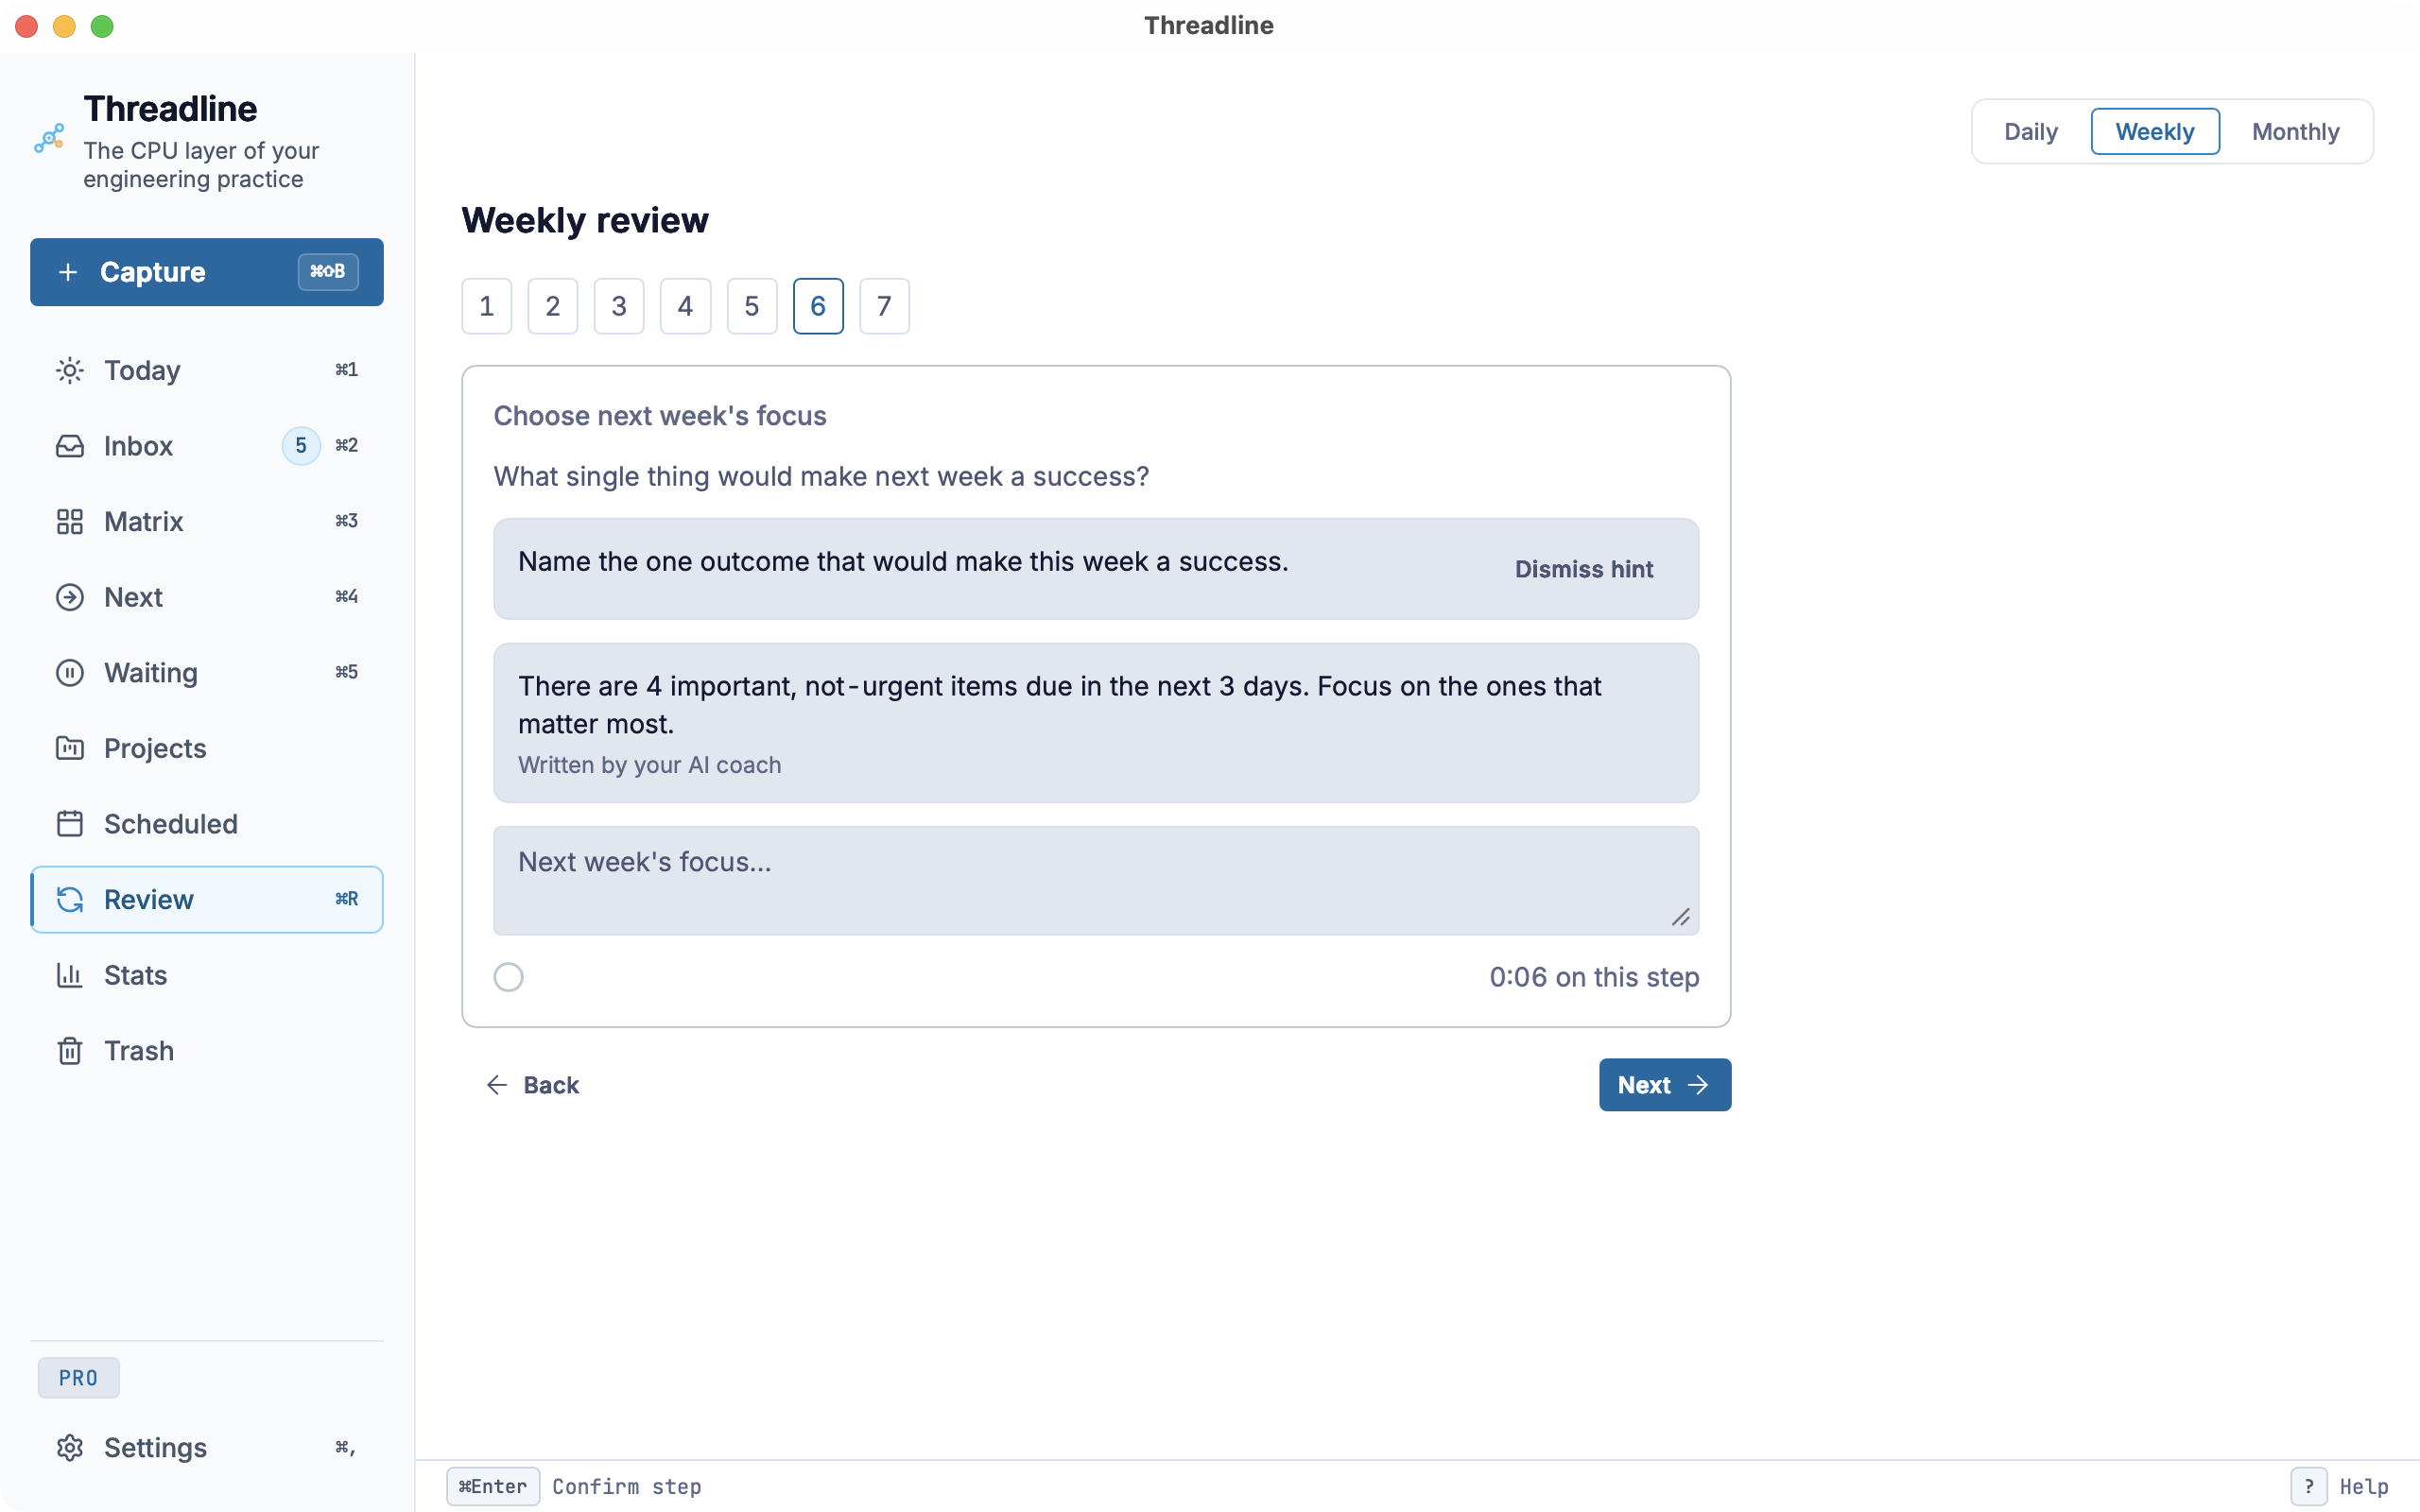 Threadline
Threadline
The CPU layer of your
engineering practice
Capture ⌘⇧B
Today ⌘1
Inbox 5 ⌘2
Matrix ⌘3
Next ⌘4
Waiting ⌘5
Projects
Scheduled
Review ⌘R
Stats
Trash
PRO
Settings ⌘,
Daily Weekly Monthly
Weekly review
1 2 3 4 5 6 7
Choose next week's focus
What single thing would make next week a success?
Name the one outcome that would make this week a success. Dismiss hint
There are 4 important, not-urgent items due in the next 3 days. Focus on the ones that
matter most.
Written by your AI coach
Next week's focus...
0:06 on this step
Back Next
⌘Enter Confirm step
? Help